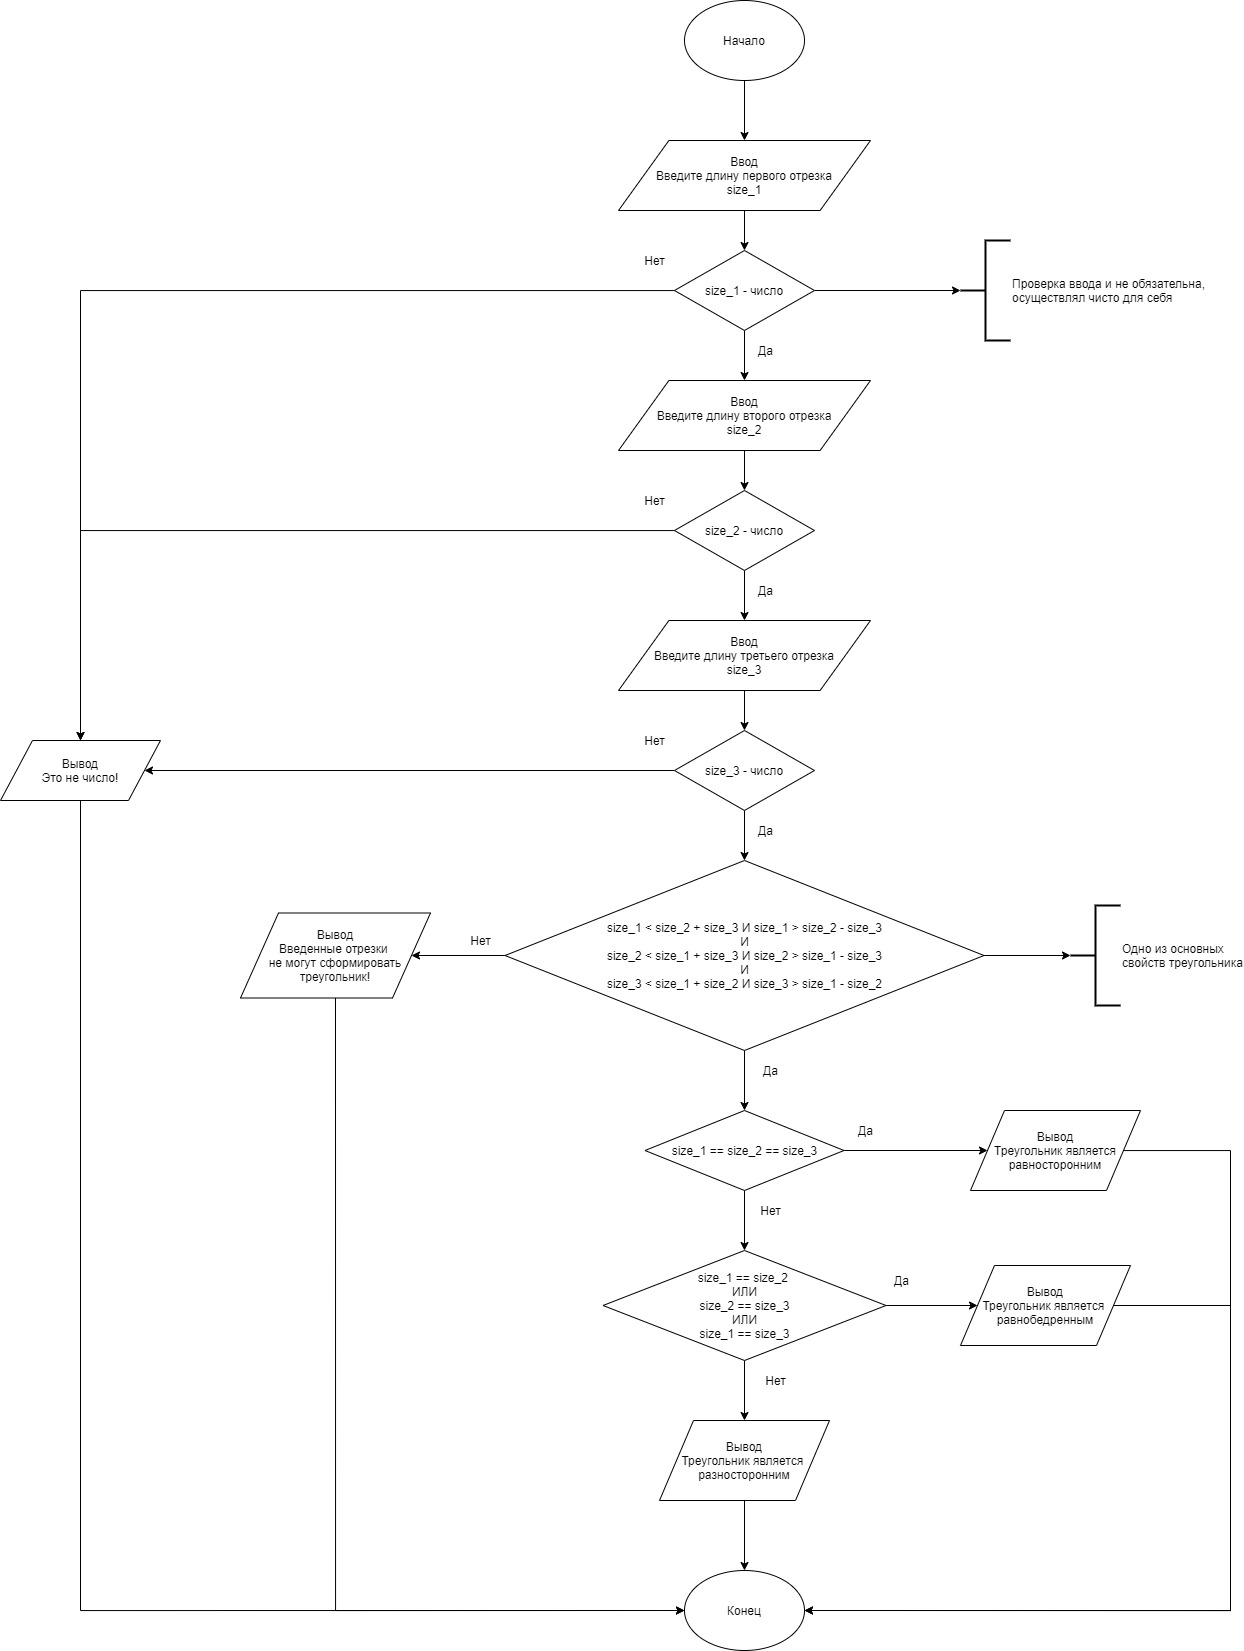 Начало
Ввод
Введите длину первого отрезка
size_1
Нет
size_1 - число
Проверка ввода и не обязательна,
осуществлял чисто для себя
Да
Ввод
Введите длину второго отрезка
size_2
Нет
size_2 - число
Да
Ввод
Введите длину третьего отрезка
size_3
Нет
size_3 - число
Вывод
Это не число!
Да
size_1 < size_2 + size_3 И size_1 > size_2 - size_3
И
size_2 < size_1 + size_3 И size_2 > size_1 - size_3
И
size_3 < size_1 + size_2 И size_3 > size_1 - size_2
Нет
Вывод
Введенные отрезки
не могут сформировать
треугольник!
Одно из основных
свойств треугольника
Да
size_1 == size_2 == size_3
Да
Вывод
Треугольник является
равносторонним
Нет
size_1 == size_2
ИЛИ
size_2 == size_3
ИЛИ
size_1 == size_3
Да
Вывод
Треугольник является
равнобедренным
Нет
Вывод
Треугольник является
разносторонним
Конец